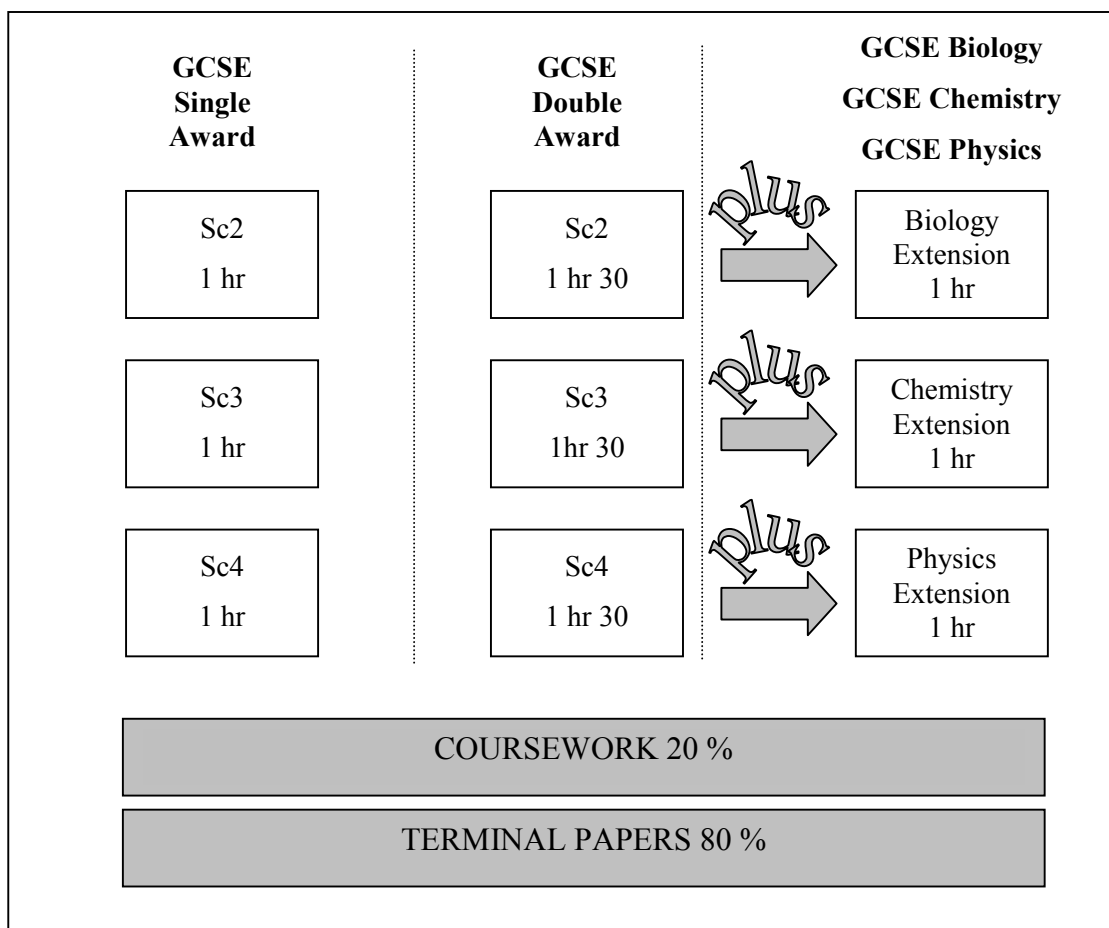 GCSE
Single
Award
GCSE
Double
Award
GCSE Biology
GCSE Chemistry
GCSE Physics
Sc2
1 hr
Sc2
1 hr 30
plus
Biology
Extension
1 hr
Sc3
1 hr
Sc3
1hr 30
plus
Chemistry
Extension
1 hr
Sc4
1 hr
Sc4
1 hr 30
plus
Physics
Extension
1 hr
COURSEWORK 20 %
TERMINAL PAPERS 80 %